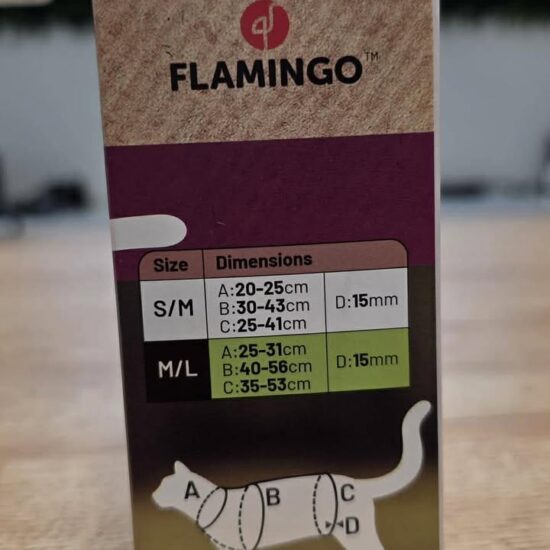 FLAMINGO™
Size Dimensions
S/M A:20-25cm D:15mm
B:30-43cm
C:25-41cm
M/L A:25-31cm D:15mm
B:40-56cm
C:35-53cm
A B C
D